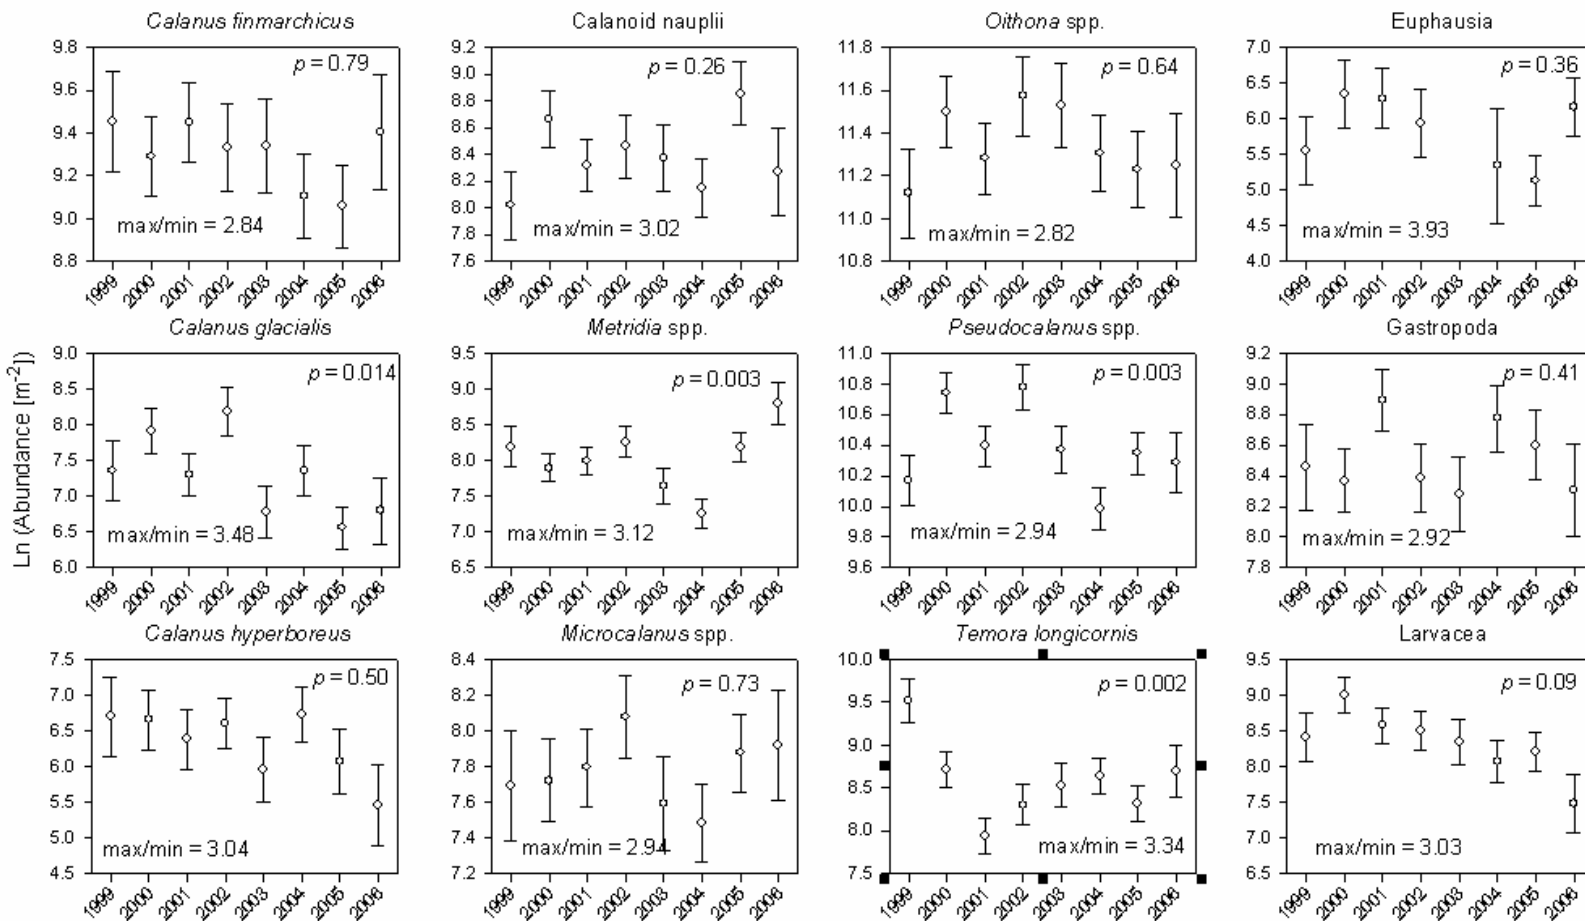 Ln (Abundance [m-2])
Calanus finmarchicus
9.8
9.6
9.4
9.2
9.0
8.8
p = 0.79
max/min = 2.84
1999 2000 2001 2002 2003 2004 2005 2006
Calanoid nauplii
9.2
9.0
8.8
8.6
8.4
8.2
8.0
7.8
7.6
p = 0.26
max/min = 3.02
1999 2000 2001 2002 2003 2004 2005 2006
Oithona spp.
11.8
11.6
11.4
11.2
11.0
10.8
p = 0.64
max/min = 2.82
1999 2000 2001 2002 2003 2004 2005 2006
Euphausia
7.0
6.5
6.0
5.5
5.0
4.5
4.0
p = 0.36
max/min = 3.93
1999 2000 2001 2002 2003 2004 2005 2006
Calanus glacialis
9.0
8.5
8.0
7.5
7.0
6.5
6.0
p = 0.014
max/min = 3.48
1999 2000 2001 2002 2003 2004 2005 2006
Metridia spp.
9.5
9.0
8.5
8.0
7.5
7.0
6.5
p = 0.003
max/min = 3.12
1999 2000 2001 2002 2003 2004 2005 2006
Pseudocalanus spp.
11.0
10.8
10.6
10.4
10.2
10.0
9.8
9.6
p = 0.003
max/min = 2.94
1999 2000 2001 2002 2003 2004 2005 2006
Gastropoda
9.2
9.0
8.8
8.6
8.4
8.2
8.0
7.8
p = 0.41
max/min = 2.92
1999 2000 2001 2002 2003 2004 2005 2006
Calanus hyperboreus
7.5
7.0
6.5
6.0
5.5
5.0
4.5
p = 0.50
max/min = 3.04
1999 2000 2001 2002 2003 2004 2005 2006
Microcalanus spp.
8.4
8.2
8.0
7.8
7.6
7.4
7.2
p = 0.73
max/min = 2.94
1999 2000 2001 2002 2003 2004 2005 2006
Temora longicornis
10.0
9.5
9.0
8.5
8.0
7.5
p = 0.002
max/min = 3.34
1999 2000 2001 2002 2003 2004 2005 2006
Larvacea
9.5
9.0
8.5
8.0
7.5
7.0
6.5
p = 0.09
max/min = 3.03
1999 2000 2001 2002 2003 2004 2005 2006